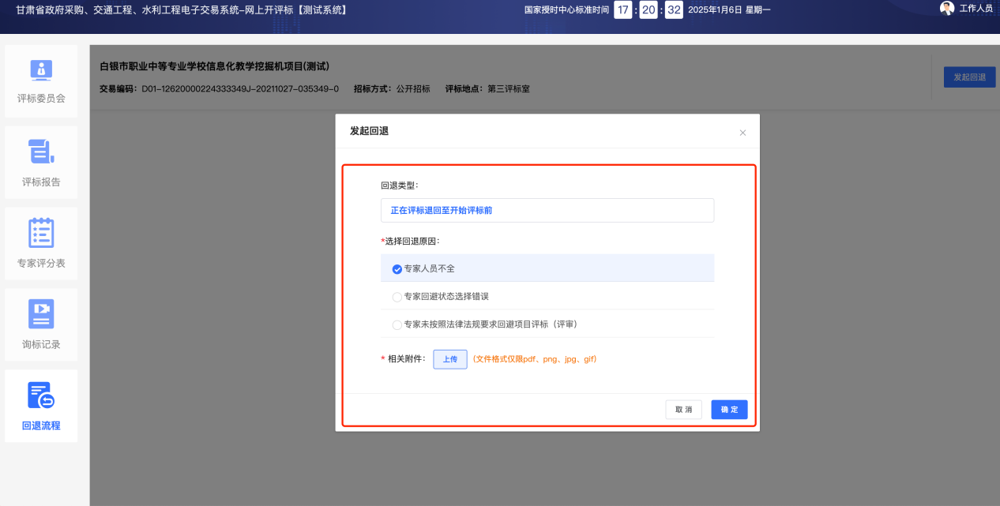 甘肃省政府采购、交通工程、水利工程电子交易系统-网上开评标【测试系统】
国家授时中心标准时间 17 : 20 : 32 2025年1月6日 星期一
工作人员
评标委员会
评标报告
专家评分表
询标记录
回退流程
白银市职业中等专业学校信息化教学挖掘机项目(测试)
交易编码: D01-12620000224333349J-20211027-035349-0 招标方式: 公开招标 评标地点: 第三评标室
发起回退
发起回退
回退类型:
正在评标退回至开始评标前
*选择回退原因:
专家人员不全
专家回避状态选择错误
专家未按照法律法规要求回避项目评标（评审）
* 相关附件: 上传 (文件格式仅限pdf、png、jpg、gif)
取 消 确 定